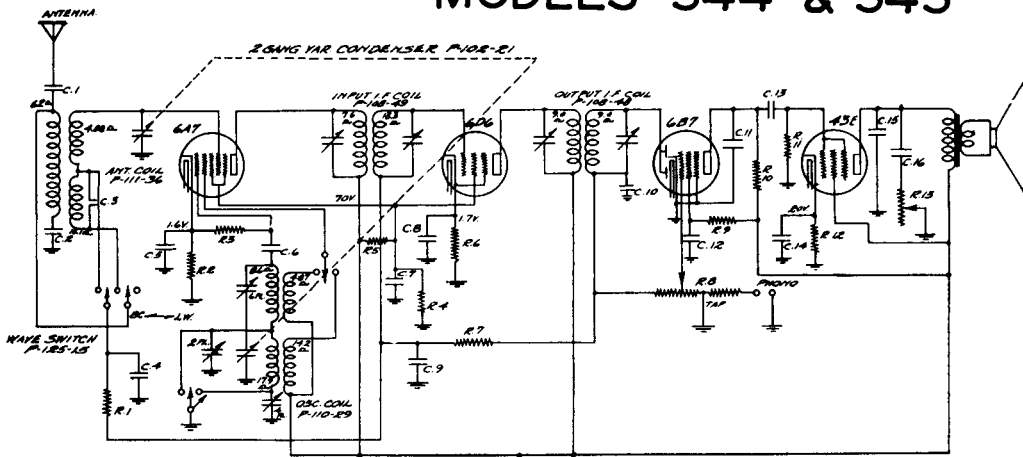 MODELS 544 & 545
ANTENNA
2 GANG VAR CONDENSER P-102-21
C.1
INPUT I.F. COIL
P-108-49
OUTPUT I.F. COIL
P-108-48
C.13
6A7
6D6
6B7
43E
C.11
R 11
C.15
C.16
ANT. COIL
P-111-36
C.3
C.2
C.10
R 10
R.13
70V
1.6V
1.7V.
20V
R3
C.6
C.5
R.2
R5
C.8
R.6
C.12
R9
C.14
R.12
C.7
R.4
R.8
TAP
PHONO
BC
L.W.
WAVE SWITCH
P-125-15
C.4
R.1
R.7
C.9
14.2
OSC. COIL
P-110-29